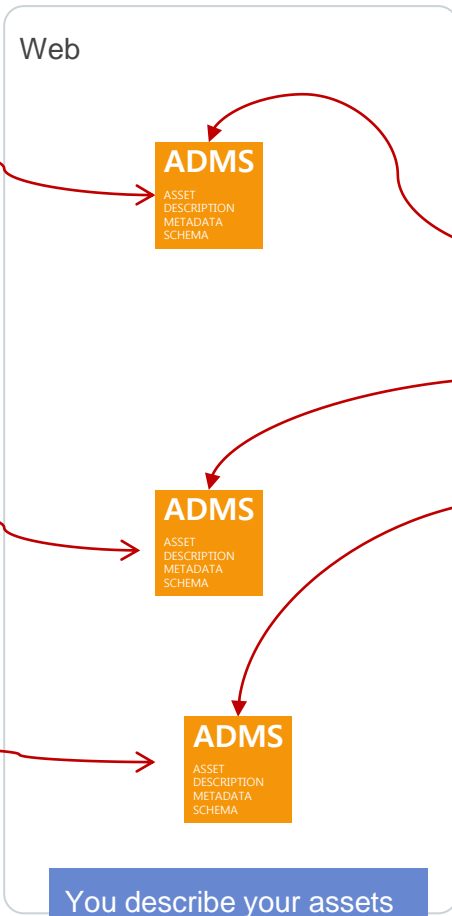 Web
ADMS
ASSET
DESCRIPTION
METADATA
SCHEMA
ADMS
ASSET
DESCRIPTION
METADATA
SCHEMA
ADMS
ASSET
DESCRIPTION
METADATA
SCHEMA
You describe your assets